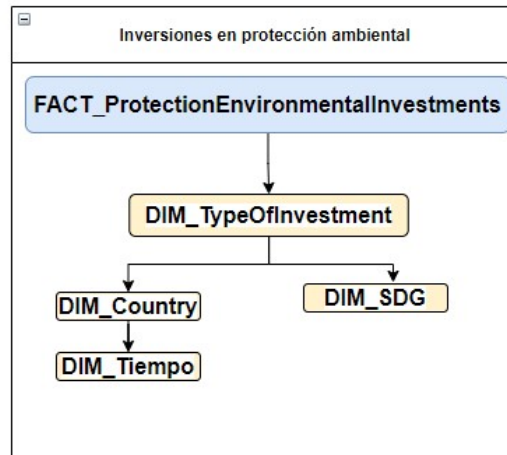 Inversiones en protección ambiental
FACT_ProtectionEnvironmentalInvestments
DIM_TypeOfInvestment
DIM_Country
DIM_SDG
DIM_Tiempo